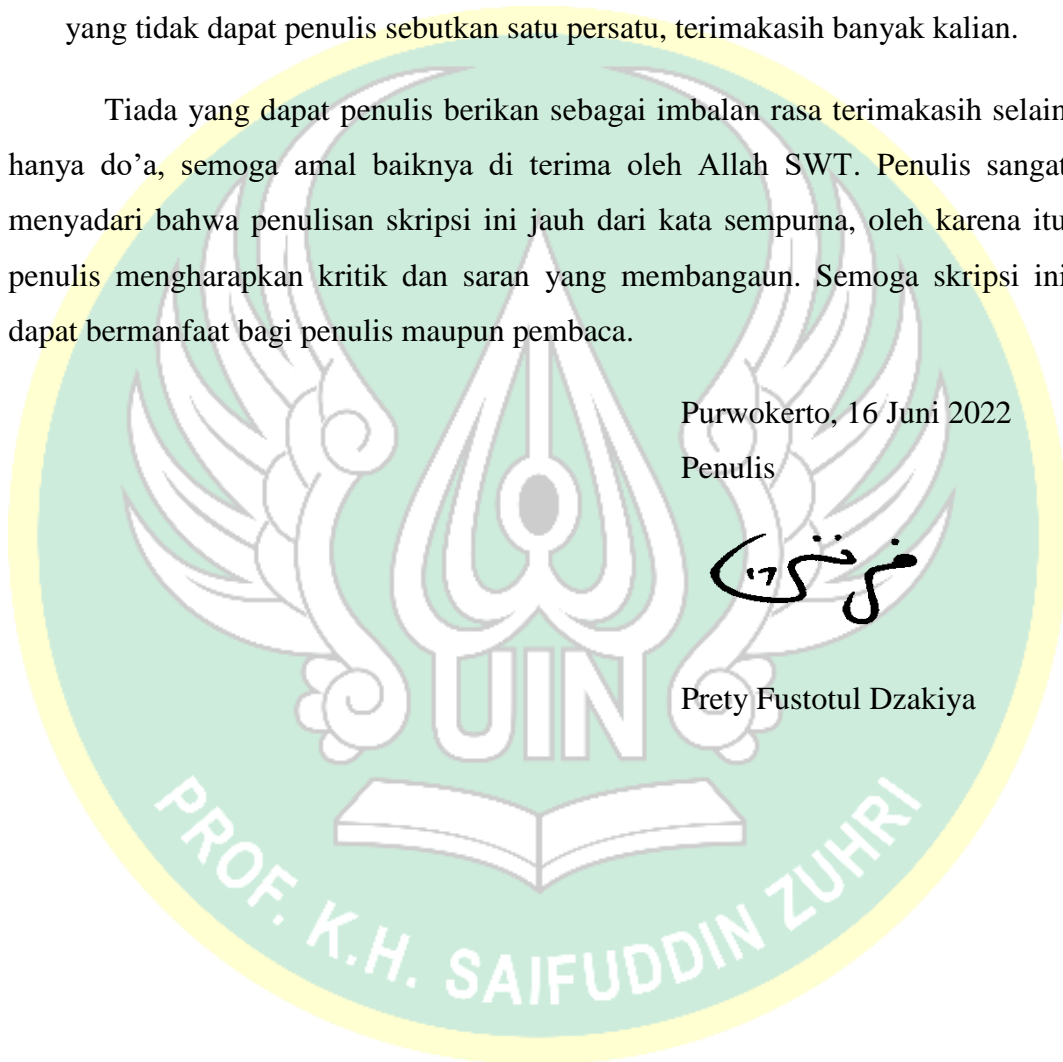 yang tidak dapat penulis sebutkan satu persatu, terimakasih banyak kalian.
Tiada yang dapat penulis berikan sebagai imbalan rasa terimakasih selain
hanya do’a, semoga amal baiknya di terima oleh Allah SWT. Penulis sangat
menyadari bahwa penulisan skripsi ini jauh dari kata sempurna, oleh karena itu
penulis mengharapkan kritik dan saran yang membangaun. Semoga skripsi ini
dapat bermanfaat bagi penulis maupun pembaca.
Purwokerto, 16 Juni 2022
Penulis
Prety Fustotul Dzakiya
UIN
PROF. K.H. SAIFUDDIN ZUHRI